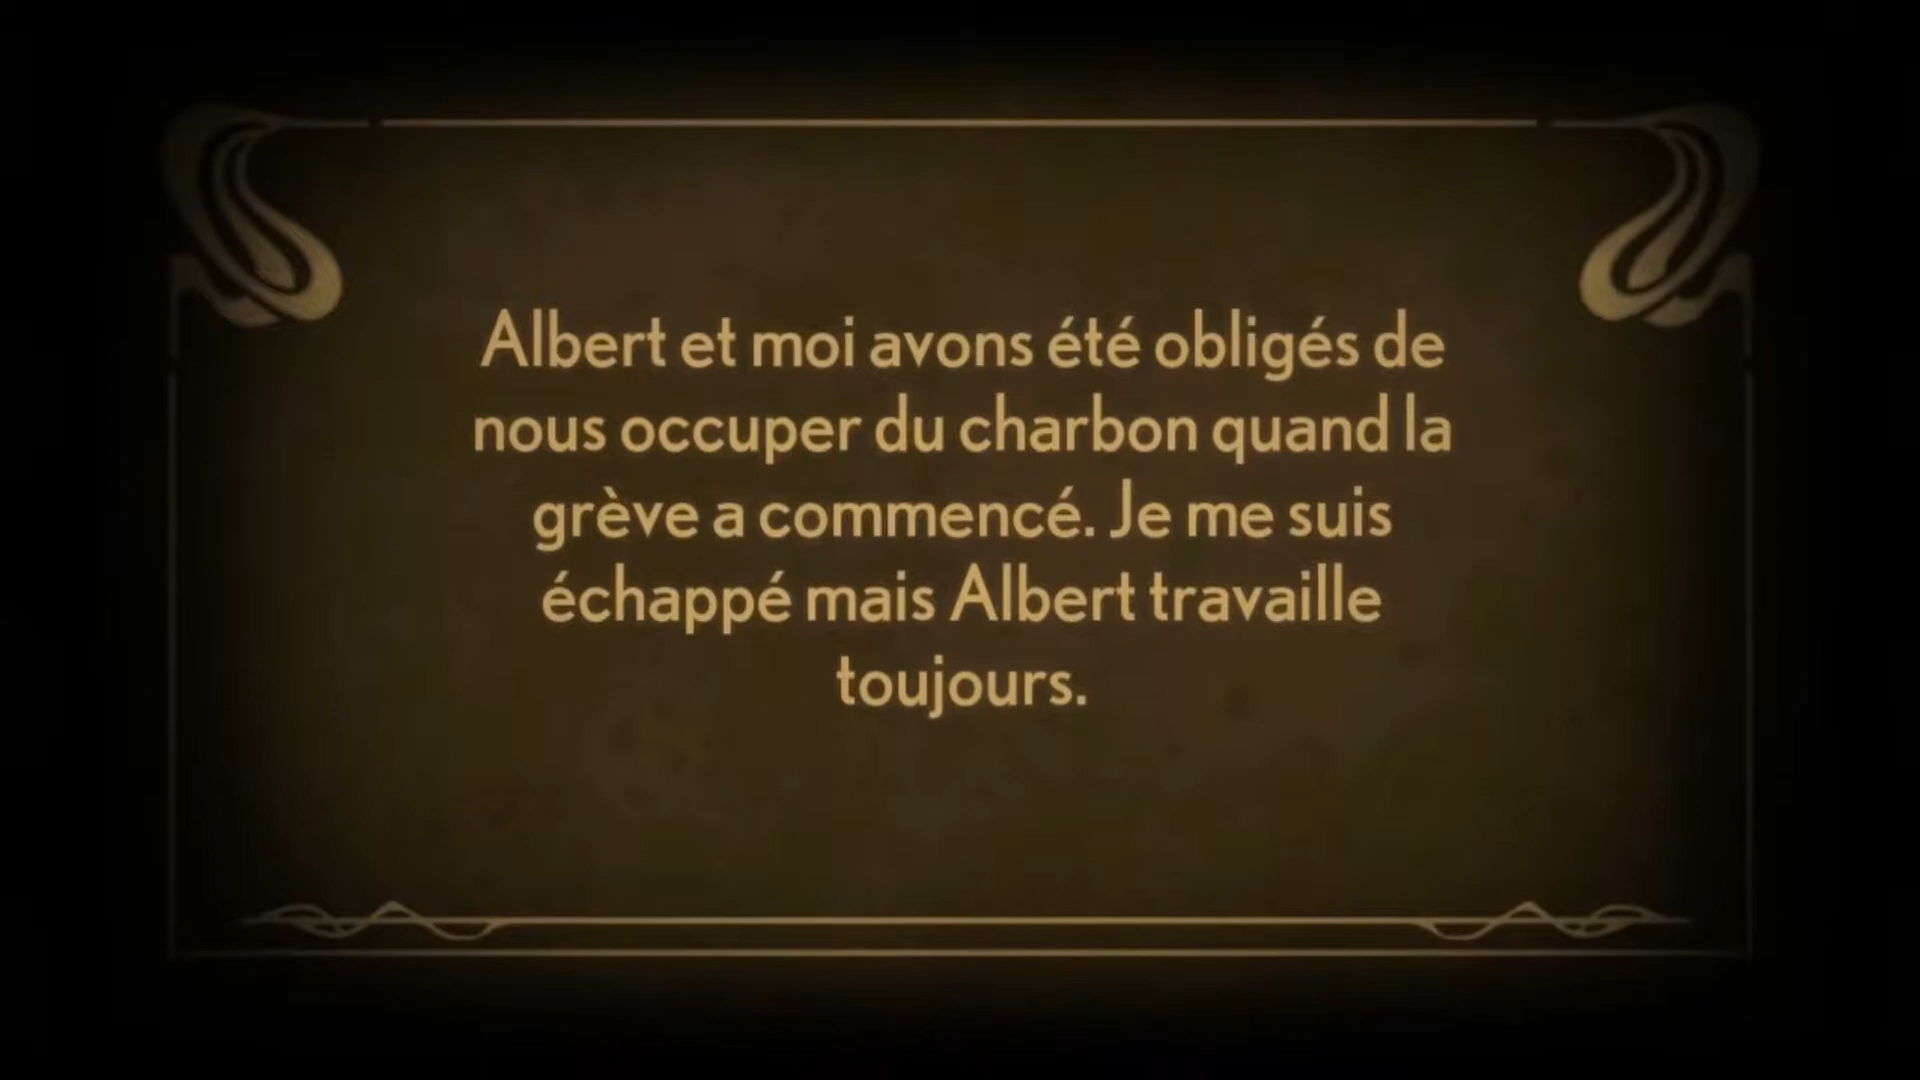 Albert et moi avons été obligés de
nous occuper du charbon quand la
grève a commencé. Je me suis
échappé mais Albert travaille
toujours.